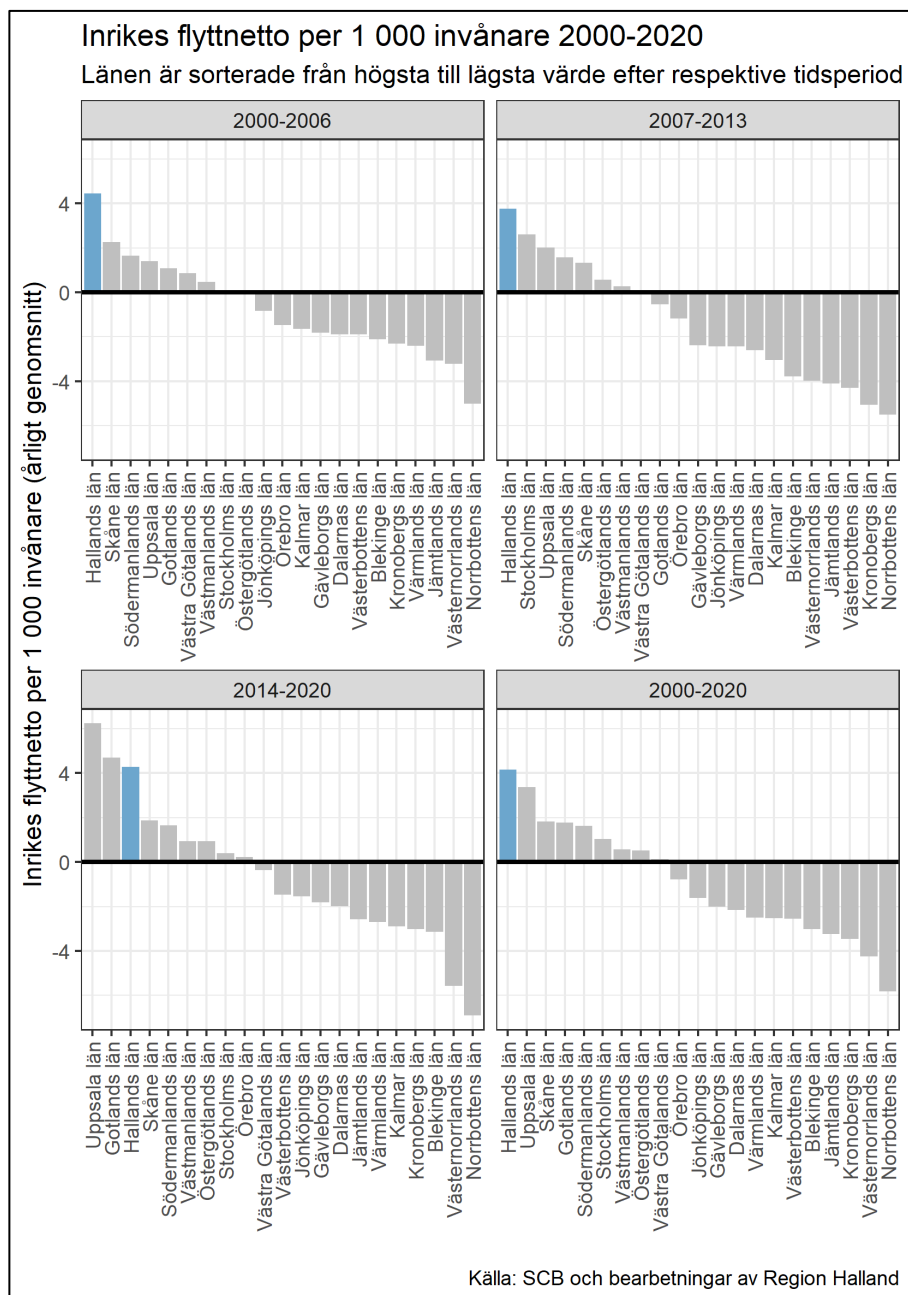 Inrikes flyttnetto per 1 000 invånare 2000-2020
Länen är sorterade från högsta till lägsta värde efter respektive tidsperiod
Inrikes flyttnetto per 1 000 invånare (årligt genomsnitt)
2000-2006
4
0
-4
Hallands län
Skåne län
Södermanlands län
Uppsala län
Gotlands län
Västra Götalands län
Västmanlands län
Stockholms län
Östergötlands län
Jönköpings län
Örebro län
Kalmar län
Gävleborgs län
Dalarnas län
Västerbottens län
Blekinge län
Kronobergs län
Värmlands län
Jämtlands län
Västernorrlands län
Norrbottens län
2007-2013
Hallands län
Stockholms län
Uppsala län
Södermanlands län
Skåne län
Östergötlands län
Västmanlands län
Västra Götalands län
Gotlands län
Örebro län
Gävleborgs län
Jönköpings län
Värmlands län
Dalarnas län
Kalmar län
Blekinge län
Västernorrlands län
Jämtlands län
Västerbottens län
Kronobergs län
Norrbottens län
2014-2020
4
0
-4
Uppsala län
Gotlands län
Hallands län
Skåne län
Södermanlands län
Västmanlands län
Östergötlands län
Stockholms län
Örebro län
Västra Götalands län
Västerbottens län
Jönköpings län
Gävleborgs län
Dalarnas län
Jämtlands län
Värmlands län
Kalmar län
Kronobergs län
Blekinge län
Västernorrlands län
Norrbottens län
2000-2020
Hallands län
Uppsala län
Skåne län
Gotlands län
Södermanlands län
Stockholms län
Västmanlands län
Östergötlands län
Västra Götalands län
Örebro län
Jönköpings län
Gävleborgs län
Dalarnas län
Värmlands län
Kalmar län
Västerbottens län
Blekinge län
Jämtlands län
Kronobergs län
Västernorrlands län
Norrbottens län
Källa: SCB och bearbetningar av Region Halland